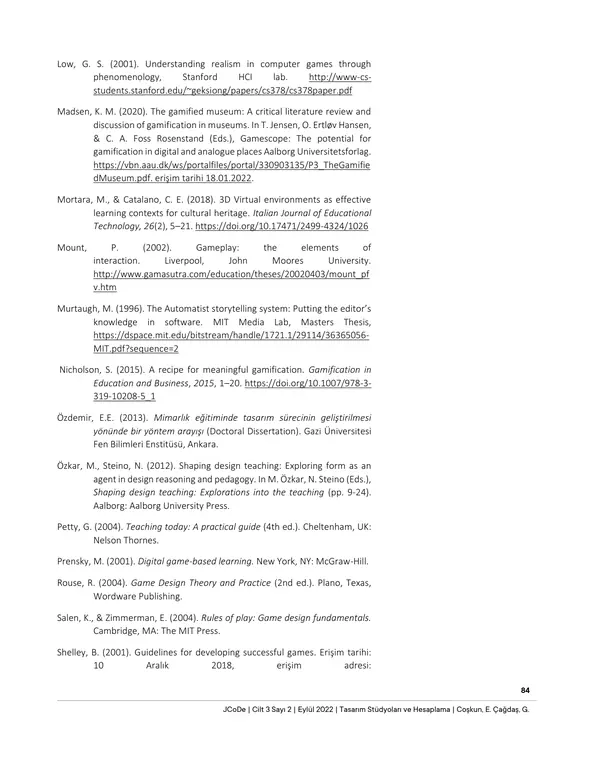 Low, G. S. (2001). Understanding realism in computer games through
phenomenology, Stanford HCI lab. http://www-cs-
students.stanford.edu/~geksiong/papers/cs378/cs378paper.pdf
Madsen, K. M. (2020). The gamified museum: A critical literature review and
discussion of gamification in museums. In T. Jensen, O. Ertløv Hansen,
& C. A. Foss Rosenstand (Eds.), Gamescope: The potential for
gamification in digital and analogue places Aalborg Universitetsforlag.
https://vbn.aau.dk/ws/portalfiles/portal/330903135/P3_TheGamifie
dMuseum.pdf. erişim tarihi 18.01.2022.
Mortara, M., & Catalano, C. E. (2018). 3D Virtual environments as effective
learning contexts for cultural heritage. Italian Journal of Educational
Technology, 26(2), 5–21. https://doi.org/10.17471/2499-4324/1026
Mount, P. (2002). Gameplay: the elements of
interaction. Liverpool, John Moores University.
http://www.gamasutra.com/education/theses/20020403/mount_pf
v.htm
Murtaugh, M. (1996). The Automatist storytelling system: Putting the editor's
knowledge in software. MIT Media Lab, Masters Thesis,
https://dspace.mit.edu/bitstream/handle/1721.1/29114/36365056-
MIT.pdf?sequence=2
Nicholson, S. (2015). A recipe for meaningful gamification. Gamification in
Education and Business, 2015, 1–20. https://doi.org/10.1007/978-3-
319-10208-5_1
Özdemir, E.E. (2013). Mimarlık eğitiminde tasarım sürecinin geliştirilmesi
yönünde bir yöntem arayışı (Doctoral Dissertation). Gazi Üniversitesi
Fen Bilimleri Enstitüsü, Ankara.
Özkar, M., Steino, N. (2012). Shaping design teaching: Exploring form as an
agent in design reasoning and pedagogy. In M. Özkar, N. Steino (Eds.),
Shaping design teaching: Explorations into the teaching (pp. 9-24).
Aalborg: Aalborg University Press.
Petty, G. (2004). Teaching today: A practical guide (4th ed.). Cheltenham, UK:
Nelson Thornes.
Prensky, M. (2001). Digital game-based learning. New York, NY: McGraw-Hill.
Rouse, R. (2004). Game Design Theory and Practice (2nd ed.). Plano, Texas,
Wordware Publishing.
Salen, K., & Zimmerman, E. (2004). Rules of play: Game design fundamentals.
Cambridge, MA: The MIT Press.
Shelley, B. (2001). Guidelines for developing successful games. Erişim tarihi:
10 Aralık 2018, erişim adresi:
84
JCoDe | Cilt 3 Sayı 2 | Eylül 2022 | Tasarım Stüdyoları ve Hesaplama | Coşkun, E. Çağdaş, G.